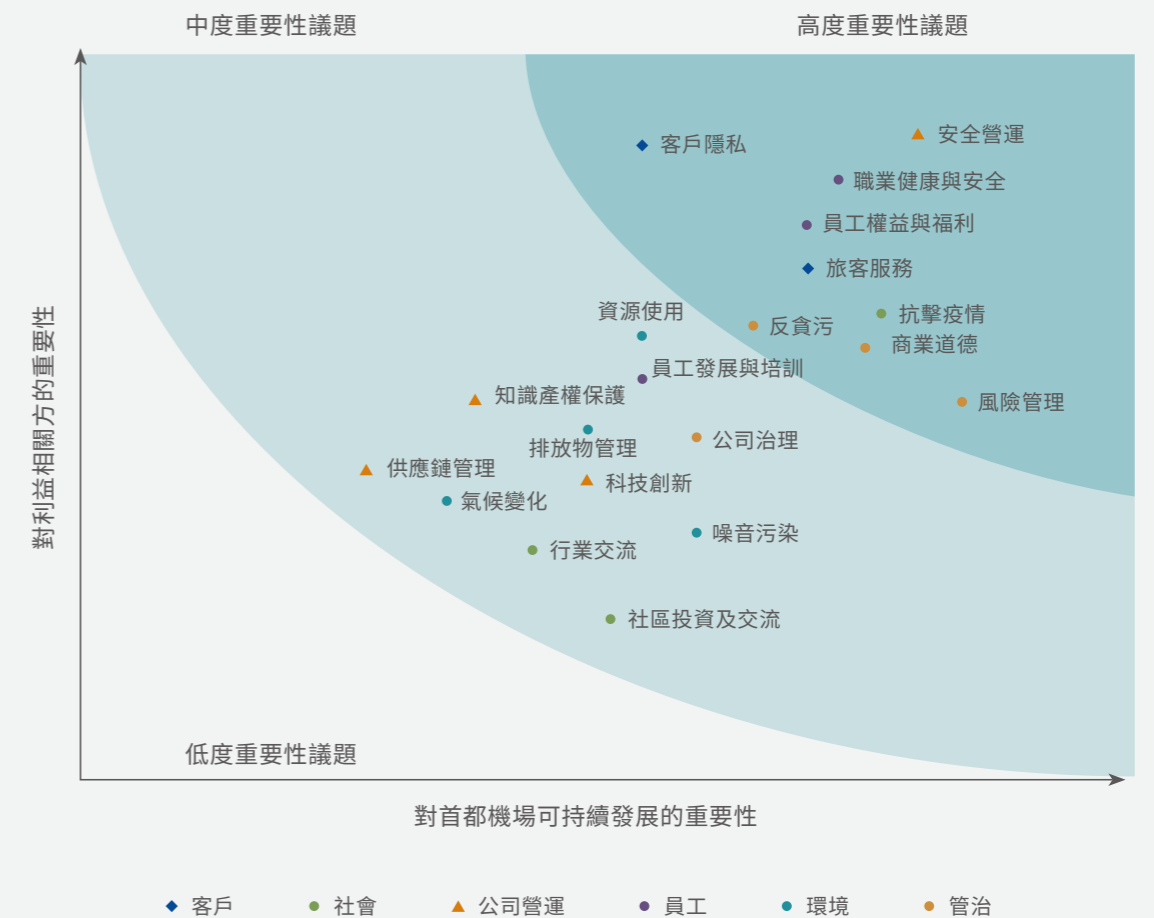 中度重要性議題
高度重要性議題
安全營運
客戶隱私
職業健康與安全
員工權益與福利
旅客服務
資源使用
抗擊疫情
反貪污
商業道德
員工發展與培訓
知識產權保護
風險管理
公司治理
排放物管理
供應鏈管理
科技創新
氣候變化
噪音污染
行業交流
社區投資及交流
對利益相關方的重要性
低度重要性議題
對首都機場可持續發展的重要性
客戶 社會 公司營運 員工 環境 管治